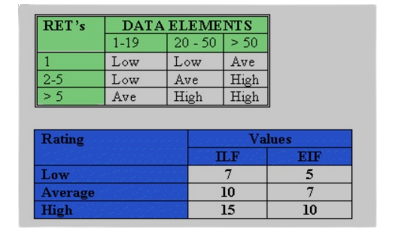 RET's DATA ELEMENTS
1-19 20 - 50 > 50
1 Low Low Ave
2-5 Low Ave High
> 5 Ave High High
Rating Values
ILF EIF
Low 7 5
Average 10 7
High 15 10